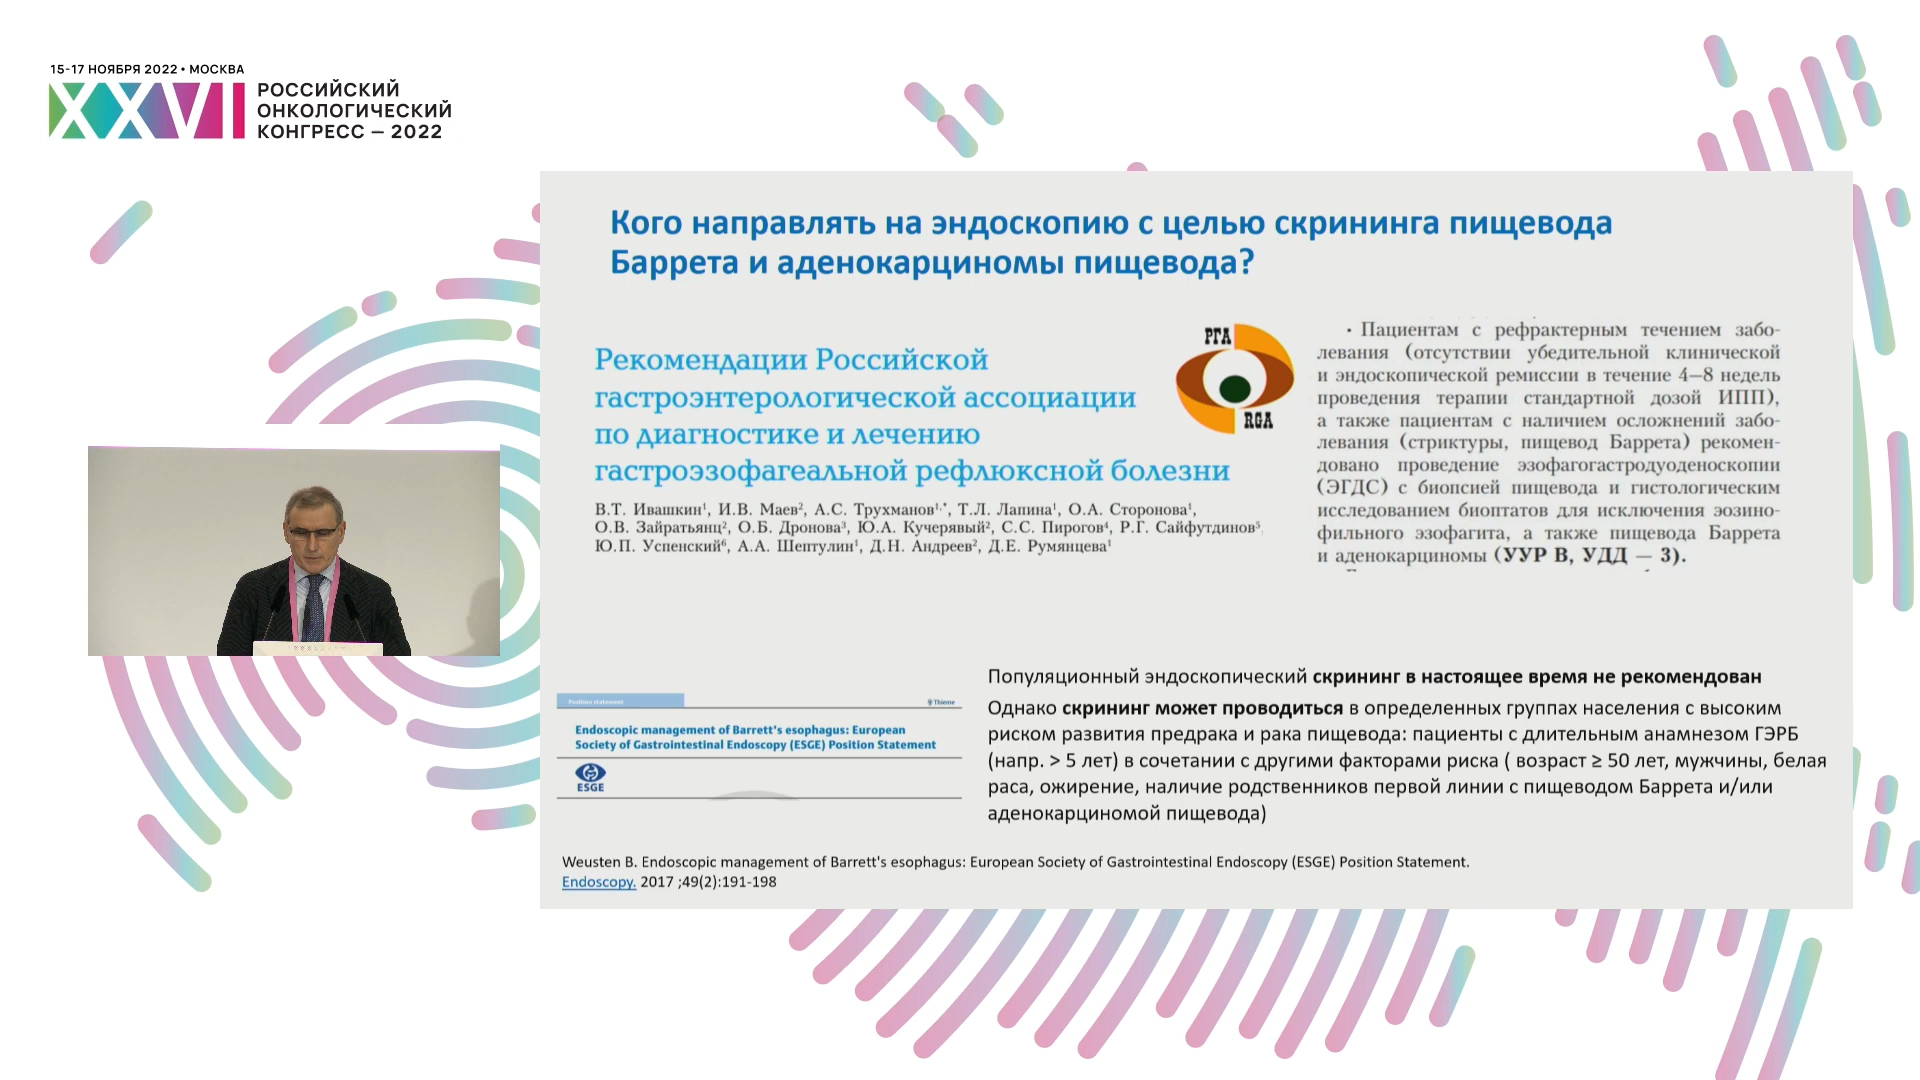 15-17 НОЯБРЯ 2022 • МОСКВА
XXVI
РОССИЙСКИЙ
ОНКОЛОГИЧЕСКИЙ
КОНГРЕСС – 2022
Кого направлять на эндоскопию с целью скрининга пищевода
Баррета и аденокарциномы пищевода?
Рекомендации Российской
гастроэнтерологической ассоциации
по диагностике и лечению
гастроэзофагеальной рефлюксной болезни
В.Т. Ивашкин¹, И.В. Маев², А.С. Трухманов¹·*, Т.Л. Лапина¹, О.А. Сторонова¹,
О.В. Зайратьянц², О.Б. Дронова³, Ю.А. Кучерявый², С.С. Пирогов⁴, Р.Г. Сайфутдинов⁵,
Ю.П. Успенский⁶, А.А. Шептулин¹, Д.Н. Андреев², Д.Е. Румянцева¹
РГА
RGA
· Пациентам с рефрактерным течением забо-
левания (отсутствии убедительной клинической
и эндоскопической ремиссии в течение 4–8 недель
проведения терапии стандартной дозой ИПП),
а также пациентам с наличием осложнений забо-
левания (стриктуры, пищевод Баррета) рекомен-
довано проведение эзофагогастродуоденоскопии
(ЭГДС) с биопсией пищевода и гистологическим
исследованием биоптатов для исключения эозино-
фильного эзофагита, а также пищевода Баррета
и аденокарциномы (УУР В, УДД — 3).
Position statement
Thieme
Endoscopic management of Barrett's esophagus: European
Society of Gastrointestinal Endoscopy (ESGE) Position Statement
ESGE
Популяционный эндоскопический скрининг в настоящее время не рекомендован
Однако скрининг может проводиться в определенных группах населения с высоким
риском развития предрака и рака пищевода: пациенты с длительным анамнезом ГЭРБ
(напр. > 5 лет) в сочетании с другими факторами риска ( возраст ≥ 50 лет, мужчины, белая
раса, ожирение, наличие родственников первой линии с пищеводом Баррета и/или
аденокарциномой пищевода)
Weusten B. Endoscopic management of Barrett's esophagus: European Society of Gastrointestinal Endoscopy (ESGE) Position Statement.
Endoscopy. 2017 ;49(2):191-198